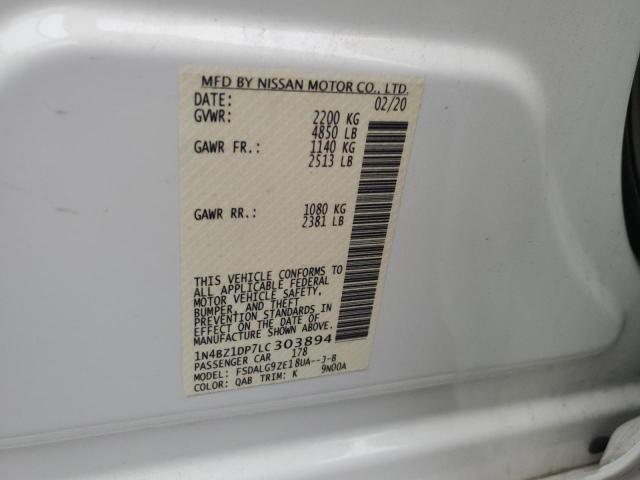 MFD BY NISSAN MOTOR CO., LTD.
DATE: 02/20
GVWR: 2200 KG
4850 LB
GAWR FR.: 1140 KG
2513 LB
GAWR RR.: 1080 KG
2381 LB
THIS VEHICLE CONFORMS TO
ALL APPLICABLE FEDERAL
MOTOR VEHICLE SAFETY,
BUMPER, AND THEFT
PREVENTION STANDARDS IN
EFFECT ON THE DATE OF
MANUFACTURE SHOWN ABOVE.
1N4BZ1DP7LC303894
PASSENGER CAR 178
MODEL: FSDALG9ZE18UA--J-B
COLOR: QAB TRIM: K 9N00A